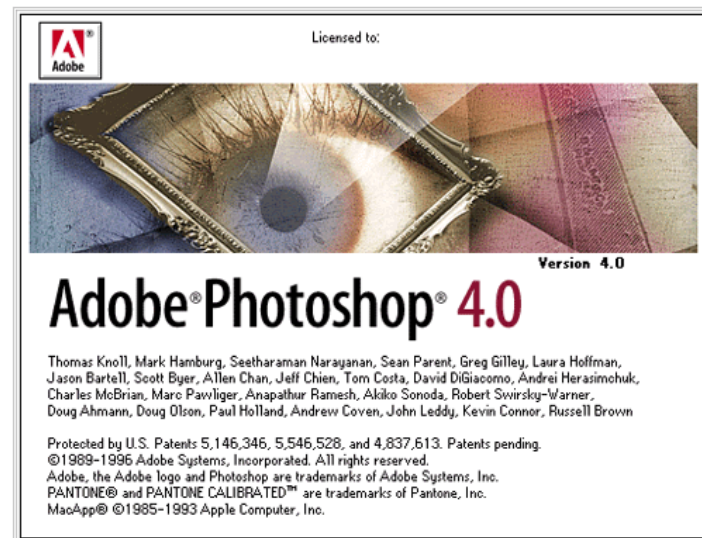 Adobe
Licensed to:
Version 4.0
Adobe®Photoshop® 4.0
Thomas Knoll, Mark Hamburg, Seetharaman Narayanan, Sean Parent, Greg Gilley, Laura Hoffman,
Jason Bartell, Scott Byer, Allen Chan, Jeff Chien, Tom Costa, David DiGiacomo, Andrei Herasimchuk,
Charles McBrian, Marc Pawliger, Anapathur Ramesh, Akiko Sonoda, Robert Swirsky-Warner,
Doug Ahmann, Doug Olson, Paul Holland, Andrew Coven, John Leddy, Kevin Connor, Russell Brown
Protected by U.S. Patents 5,146,346, 5,546,528, and 4,837,613. Patents pending.
©1989-1996 Adobe Systems, Incorporated. All rights reserved.
Adobe, the Adobe logo and Photoshop are trademarks of Adobe Systems, Inc.
PANTONE® and PANTONE CALIBRATED™ are trademarks of Pantone, Inc.
MacApp® ©1985-1993 Apple Computer, Inc.